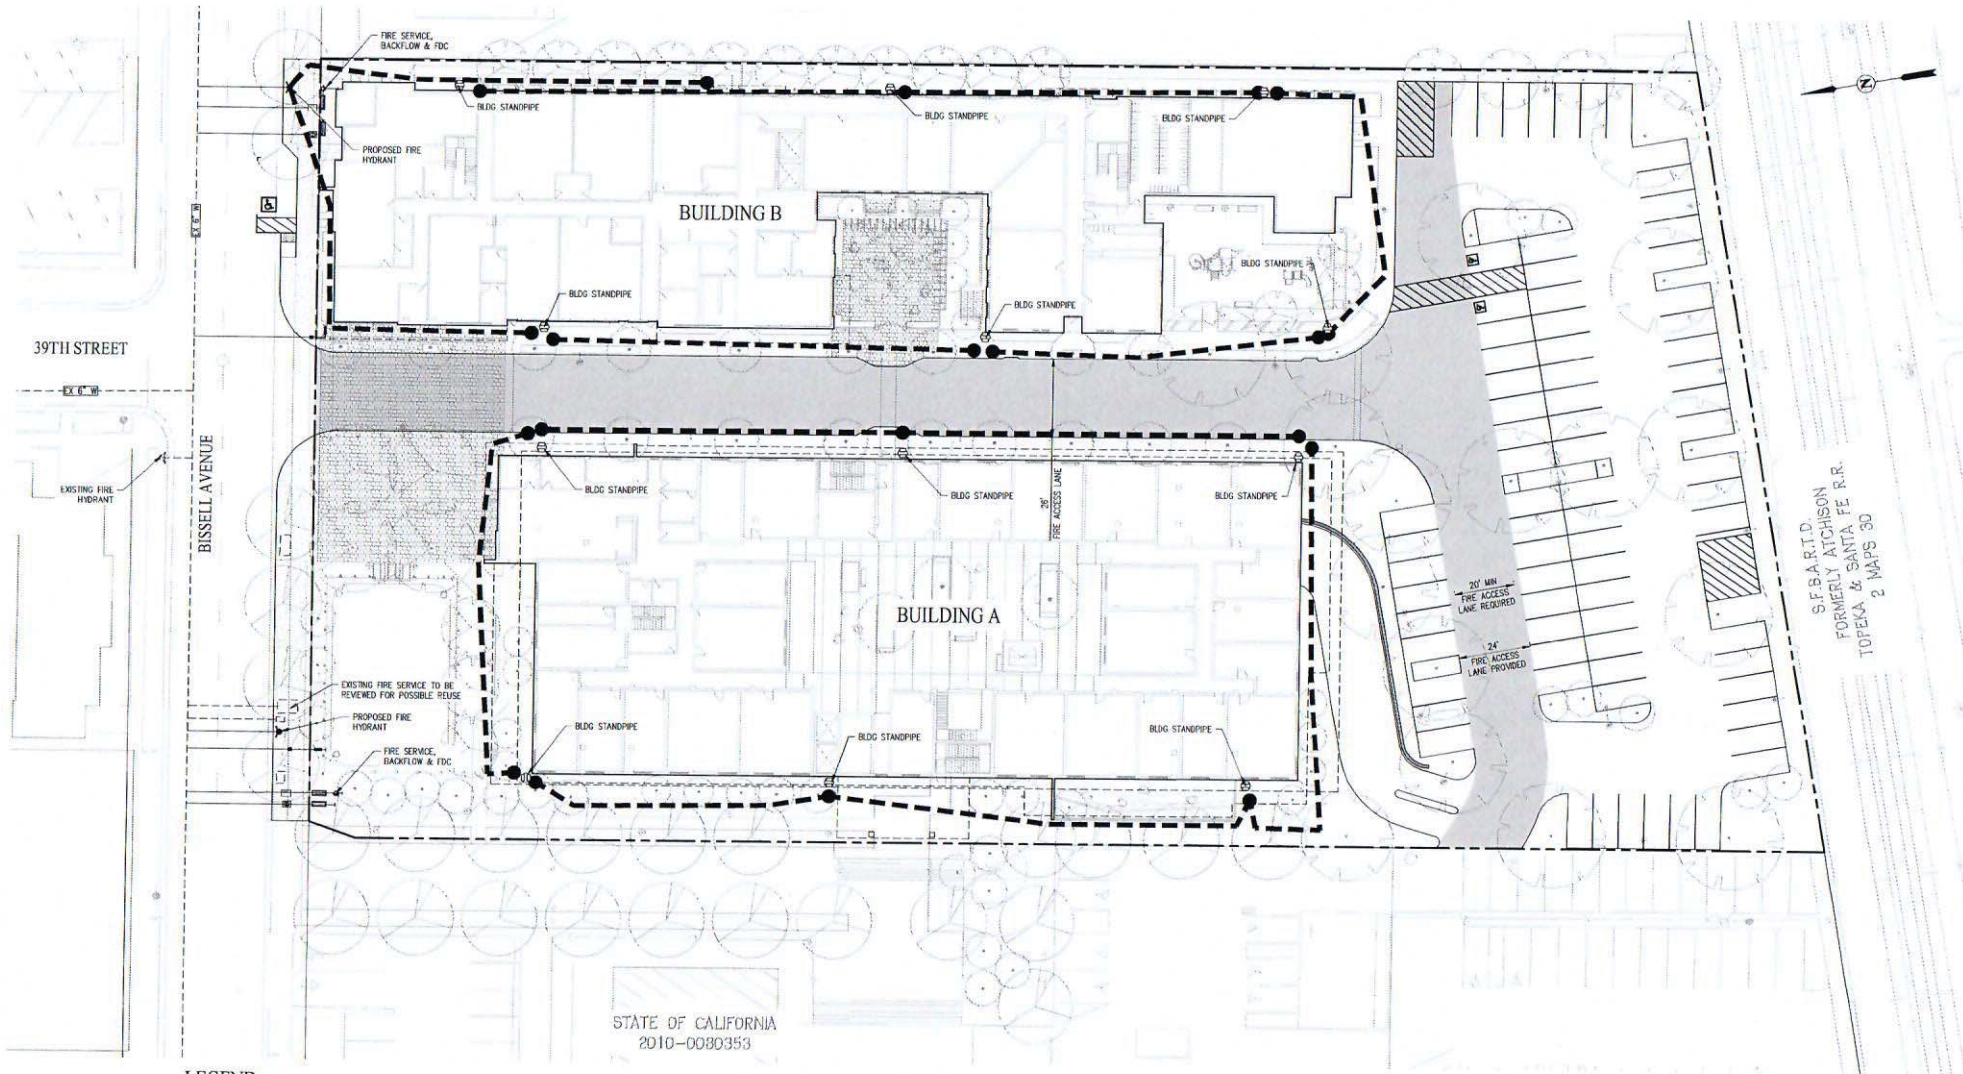 FIRE SERVICE,
BACKFLOW & FDC
BLDG STANDPIPE
BLDG STANDPIPE
BLDG STANDPIPE
N
PROPOSED FIRE
HYDRANT
EX 6" W
BUILDING B
BLDG STANDPIPE
BLDG STANDPIPE
BLDG STANDPIPE
39TH STREET
EX 6" W
BISSELL AVENUE
EXISTING FIRE
HYDRANT
BLDG STANDPIPE
BLDG STANDPIPE
BLDG STANDPIPE
26'
FIRE ACCESS LANE
S.F.B.A.R.T.D.
FORMERLY ATCHISON
TOPEKA & SANTA FE R.R.
2 MAPS 30
20' MIN
FIRE ACCESS
LANE REQUIRED
BUILDING A
24'
FIRE ACCESS
LANE PROVIDED
EXISTING FIRE SERVICE TO BE
REVIEWED FOR POSSIBLE REUSE
PROPOSED FIRE
HYDRANT
BLDG STANDPIPE
BLDG STANDPIPE
BLDG STANDPIPE
FIRE SERVICE,
BACKFLOW & FDC
STATE OF CALIFORNIA
2010-0080353
LEGEND